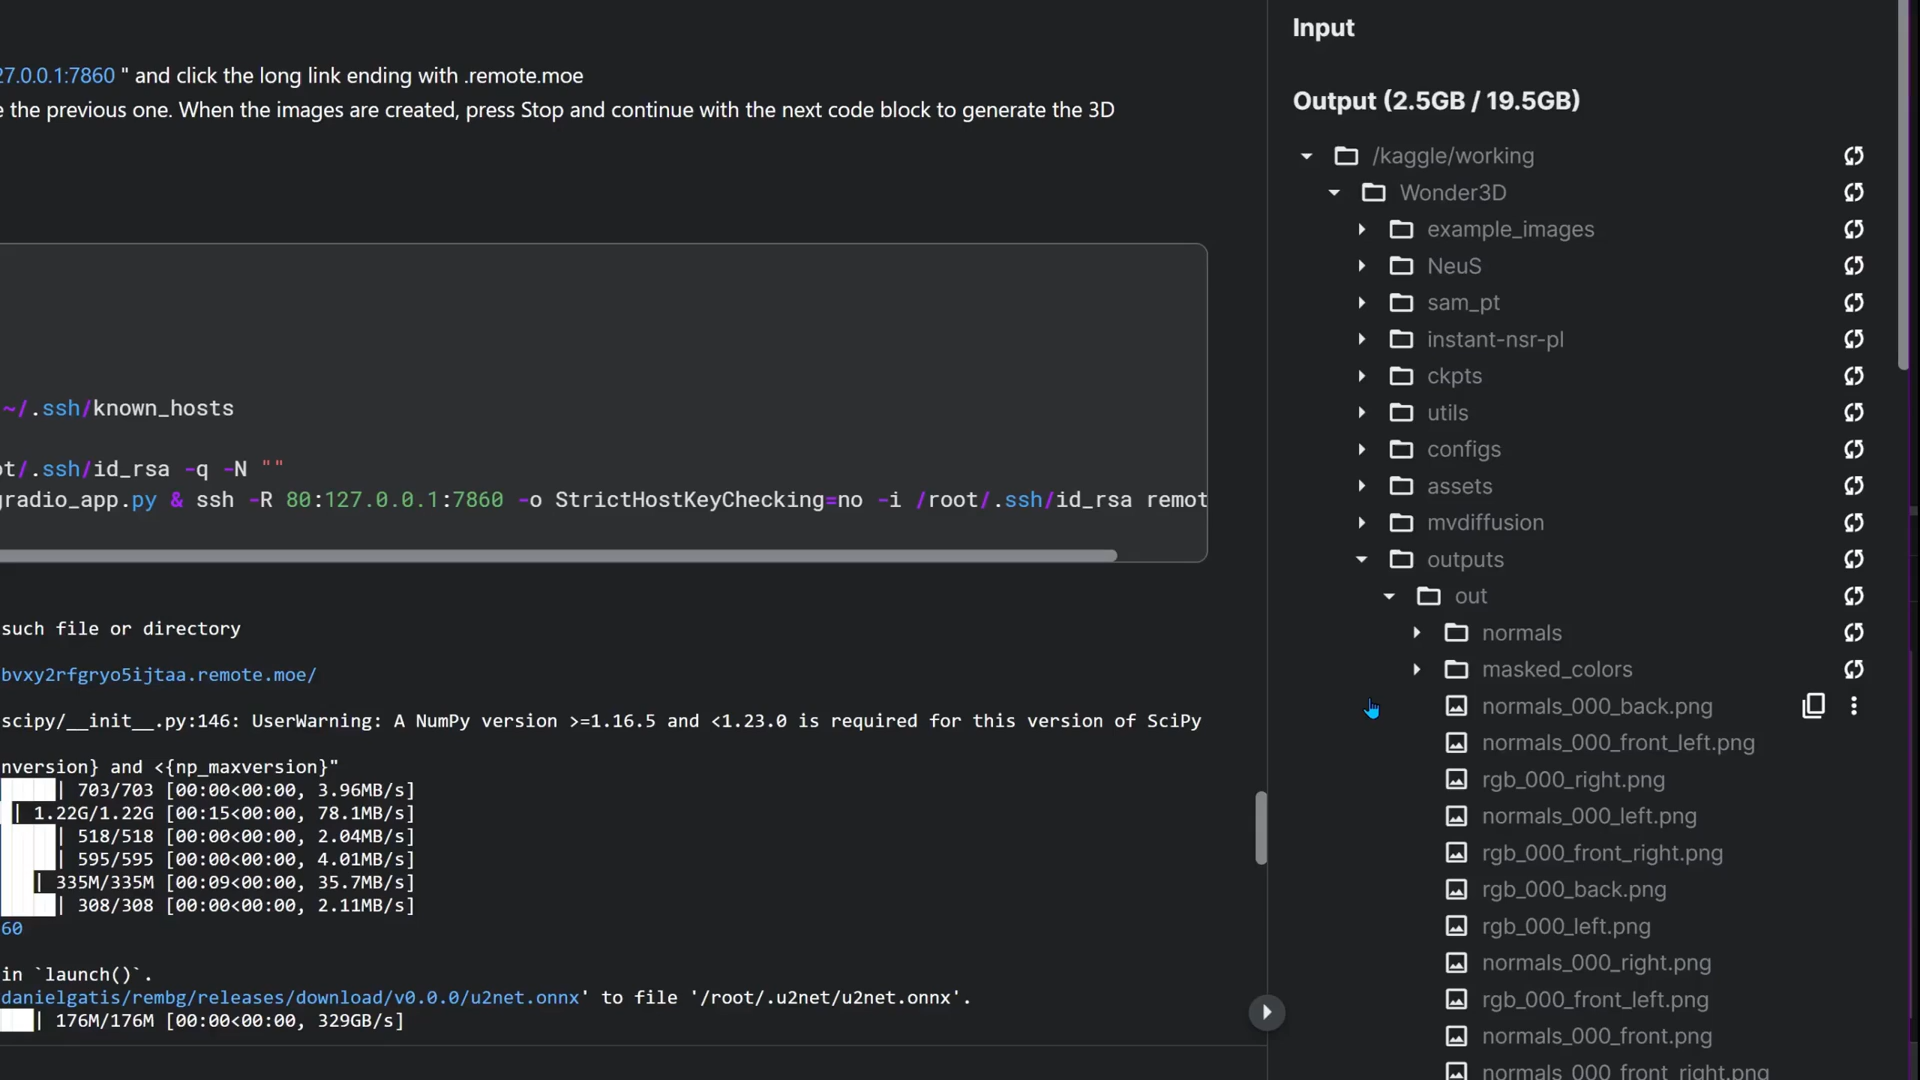 27.0.0.1:7860 " and click the long link ending with .remote.moe
e the previous one. When the images are created, press Stop and continue with the next code block to generate the 3D
~/.ssh/known_hosts
ot/.ssh/id_rsa -q -N ""
gradio_app.py & ssh -R 80:127.0.0.1:7860 -o StrictHostKeyChecking=no -i /root/.ssh/id_rsa remot
such file or directory
bvxy2rfgryo5ijtaa.remote.moe/
scipy/__init__.py:146: UserWarning: A NumPy version >=1.16.5 and <1.23.0 is required for this version of SciPy
nversion} and <{np_maxversion}"
| 703/703 [00:00<00:00, 3.96MB/s]
| 1.22G/1.22G [00:15<00:00, 78.1MB/s]
| 518/518 [00:00<00:00, 2.04MB/s]
| 595/595 [00:00<00:00, 4.01MB/s]
| 335M/335M [00:09<00:00, 35.7MB/s]
| 308/308 [00:00<00:00, 2.11MB/s]
60
in `launch()`.
danielgatis/rembg/releases/download/v0.0.0/u2net.onnx' to file '/root/.u2net/u2net.onnx'.
| 176M/176M [00:00<00:00, 329GB/s]
Input
Output (2.5GB / 19.5GB)
/kaggle/working
Wonder3D
example_images
NeuS
sam_pt
instant-nsr-pl
ckpts
utils
configs
assets
mvdiffusion
outputs
out
normals
masked_colors
normals_000_back.png
normals_000_front_left.png
rgb_000_right.png
normals_000_left.png
rgb_000_front_right.png
rgb_000_back.png
rgb_000_left.png
normals_000_right.png
rgb_000_front_left.png
normals_000_front.png
normals_000_front_right.png